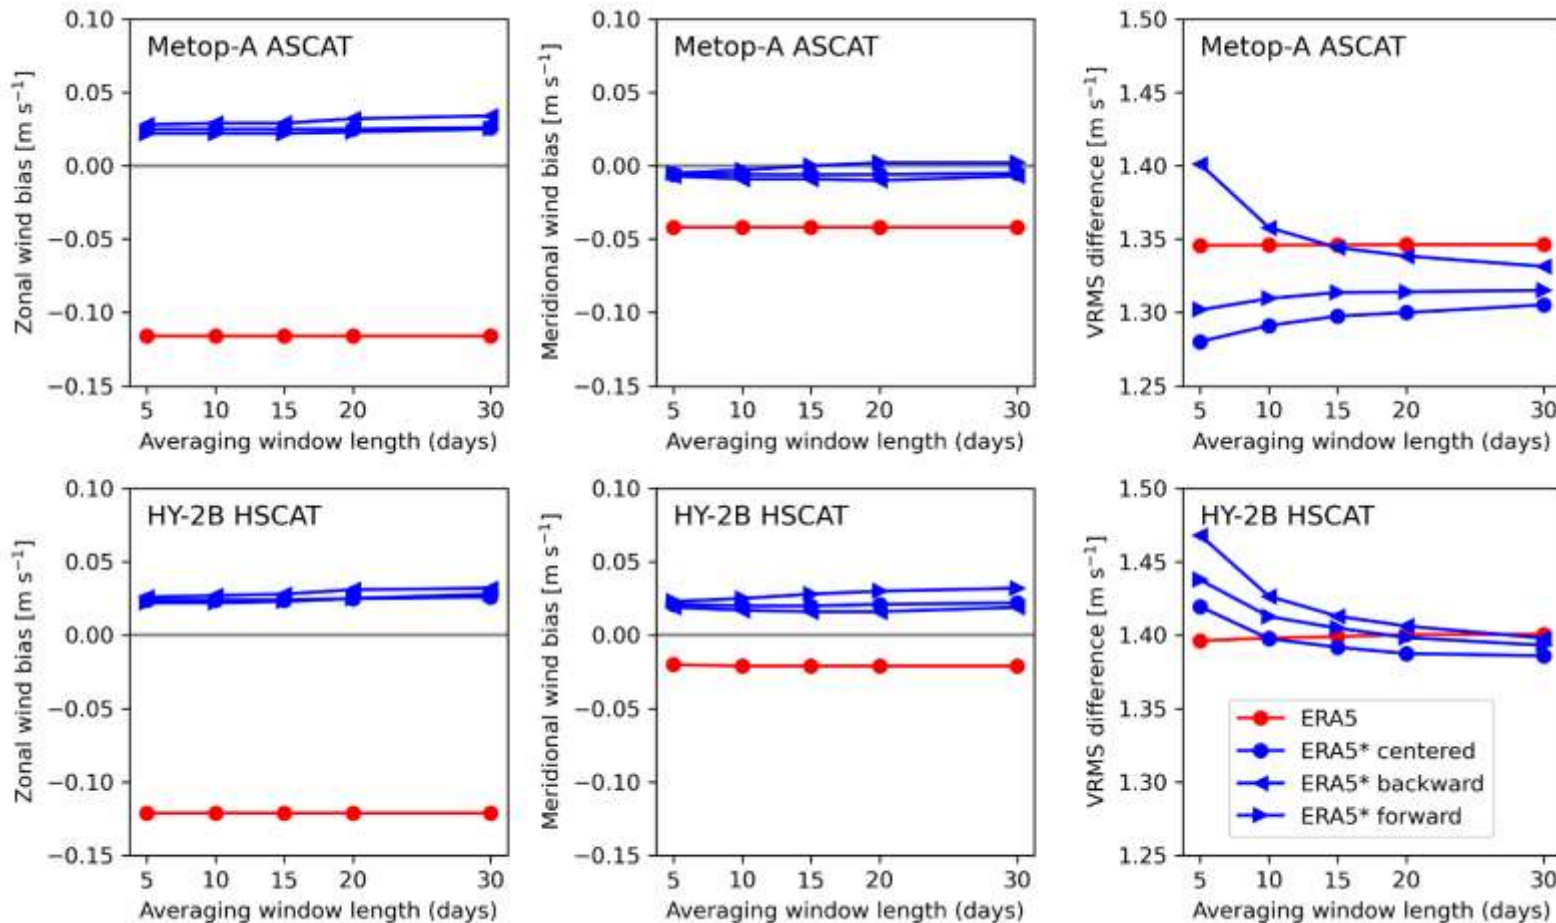 Metop-A ASCAT
Zonal wind bias [m s⁻¹]
0.10
0.05
0.00
−0.05
−0.10
−0.15
5 10 15 20 30
Averaging window length (days)
Metop-A ASCAT
Meridional wind bias [m s⁻¹]
0.10
0.05
0.00
−0.05
−0.10
−0.15
5 10 15 20 30
Averaging window length (days)
Metop-A ASCAT
VRMS difference [m s⁻¹]
1.50
1.45
1.40
1.35
1.30
1.25
5 10 15 20 30
Averaging window length (days)
HY-2B HSCAT
Zonal wind bias [m s⁻¹]
0.10
0.05
0.00
−0.05
−0.10
−0.15
5 10 15 20 30
Averaging window length (days)
HY-2B HSCAT
Meridional wind bias [m s⁻¹]
0.10
0.05
0.00
−0.05
−0.10
−0.15
5 10 15 20 30
Averaging window length (days)
HY-2B HSCAT
VRMS difference [m s⁻¹]
1.50
1.45
1.40
1.35
1.30
1.25
ERA5
ERA5* centered
ERA5* backward
ERA5* forward
5 10 15 20 30
Averaging window length (days)